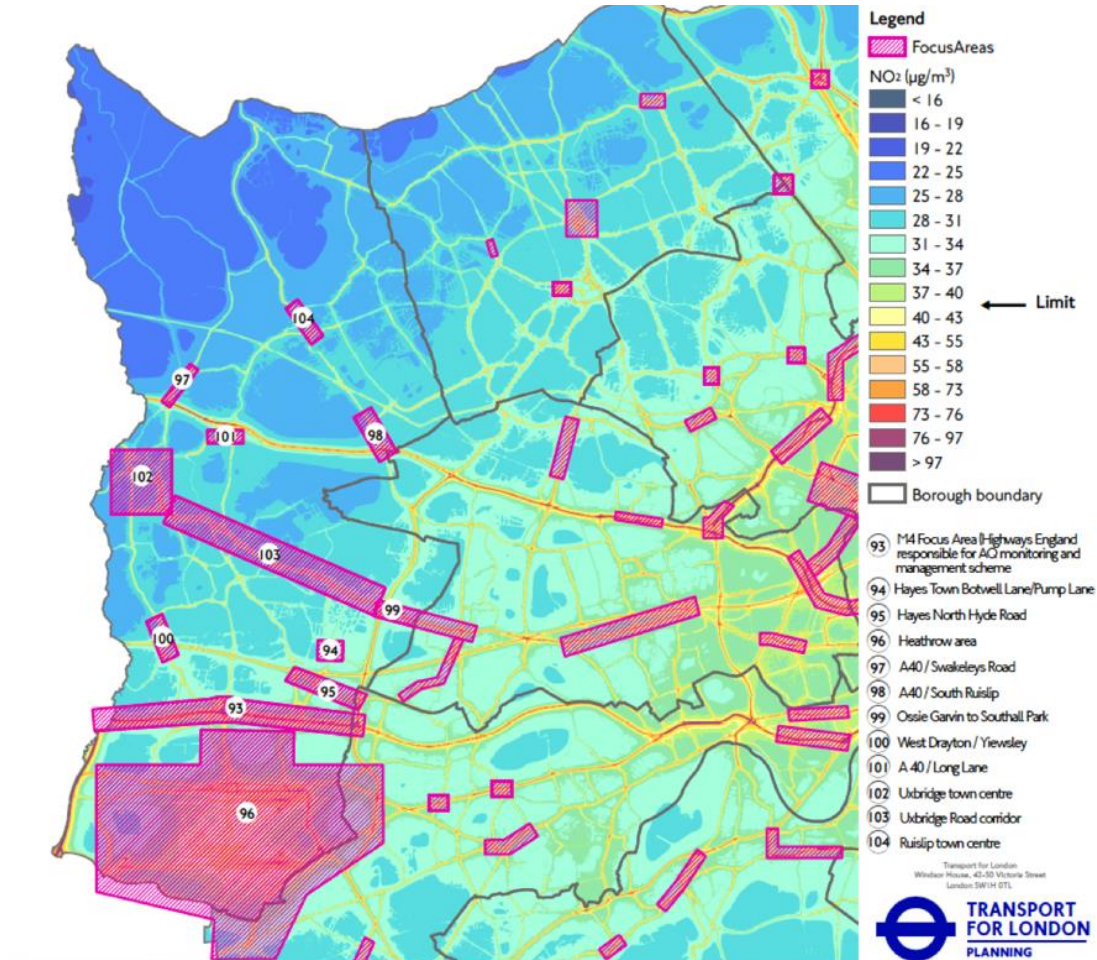 Legend
FocusAreas
NO2 (µg/m³)
< 16
16 - 19
19 - 22
22 - 25
25 - 28
28 - 31
31 - 34
34 - 37
37 - 40
Limit
40 - 43
43 - 55
55 - 58
58 - 73
73 - 76
76 - 97
> 97
Borough boundary
93 M4 Focus Area (Highways England
responsible for AQ monitoring and
management scheme
94 Hayes Town Botwell Lane/Pump Lane
95 Hayes North Hyde Road
96 Heathrow area
97 A40 / Swakeleys Road
98 A40 / South Ruislip
99 Ossie Garvin to Southall Park
100 West Drayton / Yiewsley
101 A 40 / Long Lane
102 Uxbridge town centre
103 Uxbridge Road corridor
104 Ruislip town centre
Transport for London
Windsor House, 42-50 Victoria Street
London SW1H 0TL
TRANSPORT
FOR LONDON
PLANNING
104
97
98
101
102
103
99
100
94
95
93
96